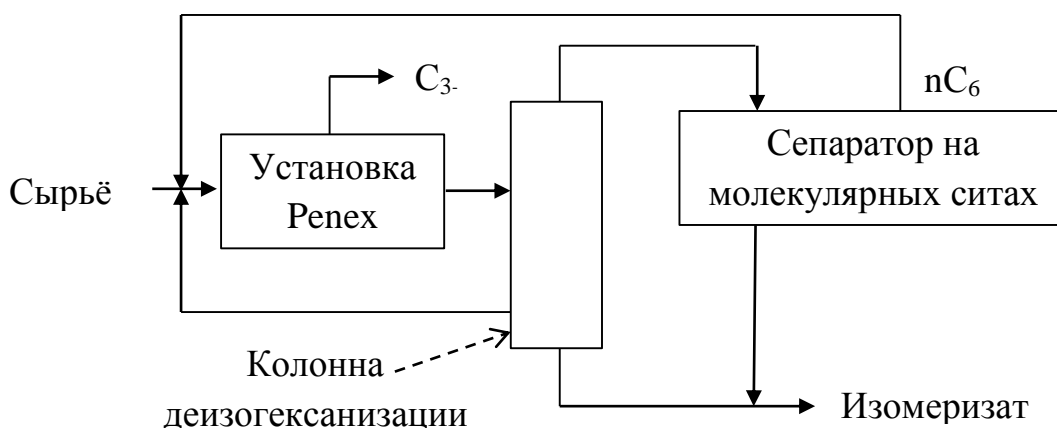 C₃₋
nC₆
Установка
Penex
Сепаратор на
молекулярных ситах
Сырьё
Колонна
деизогексанизации
Изомеризат